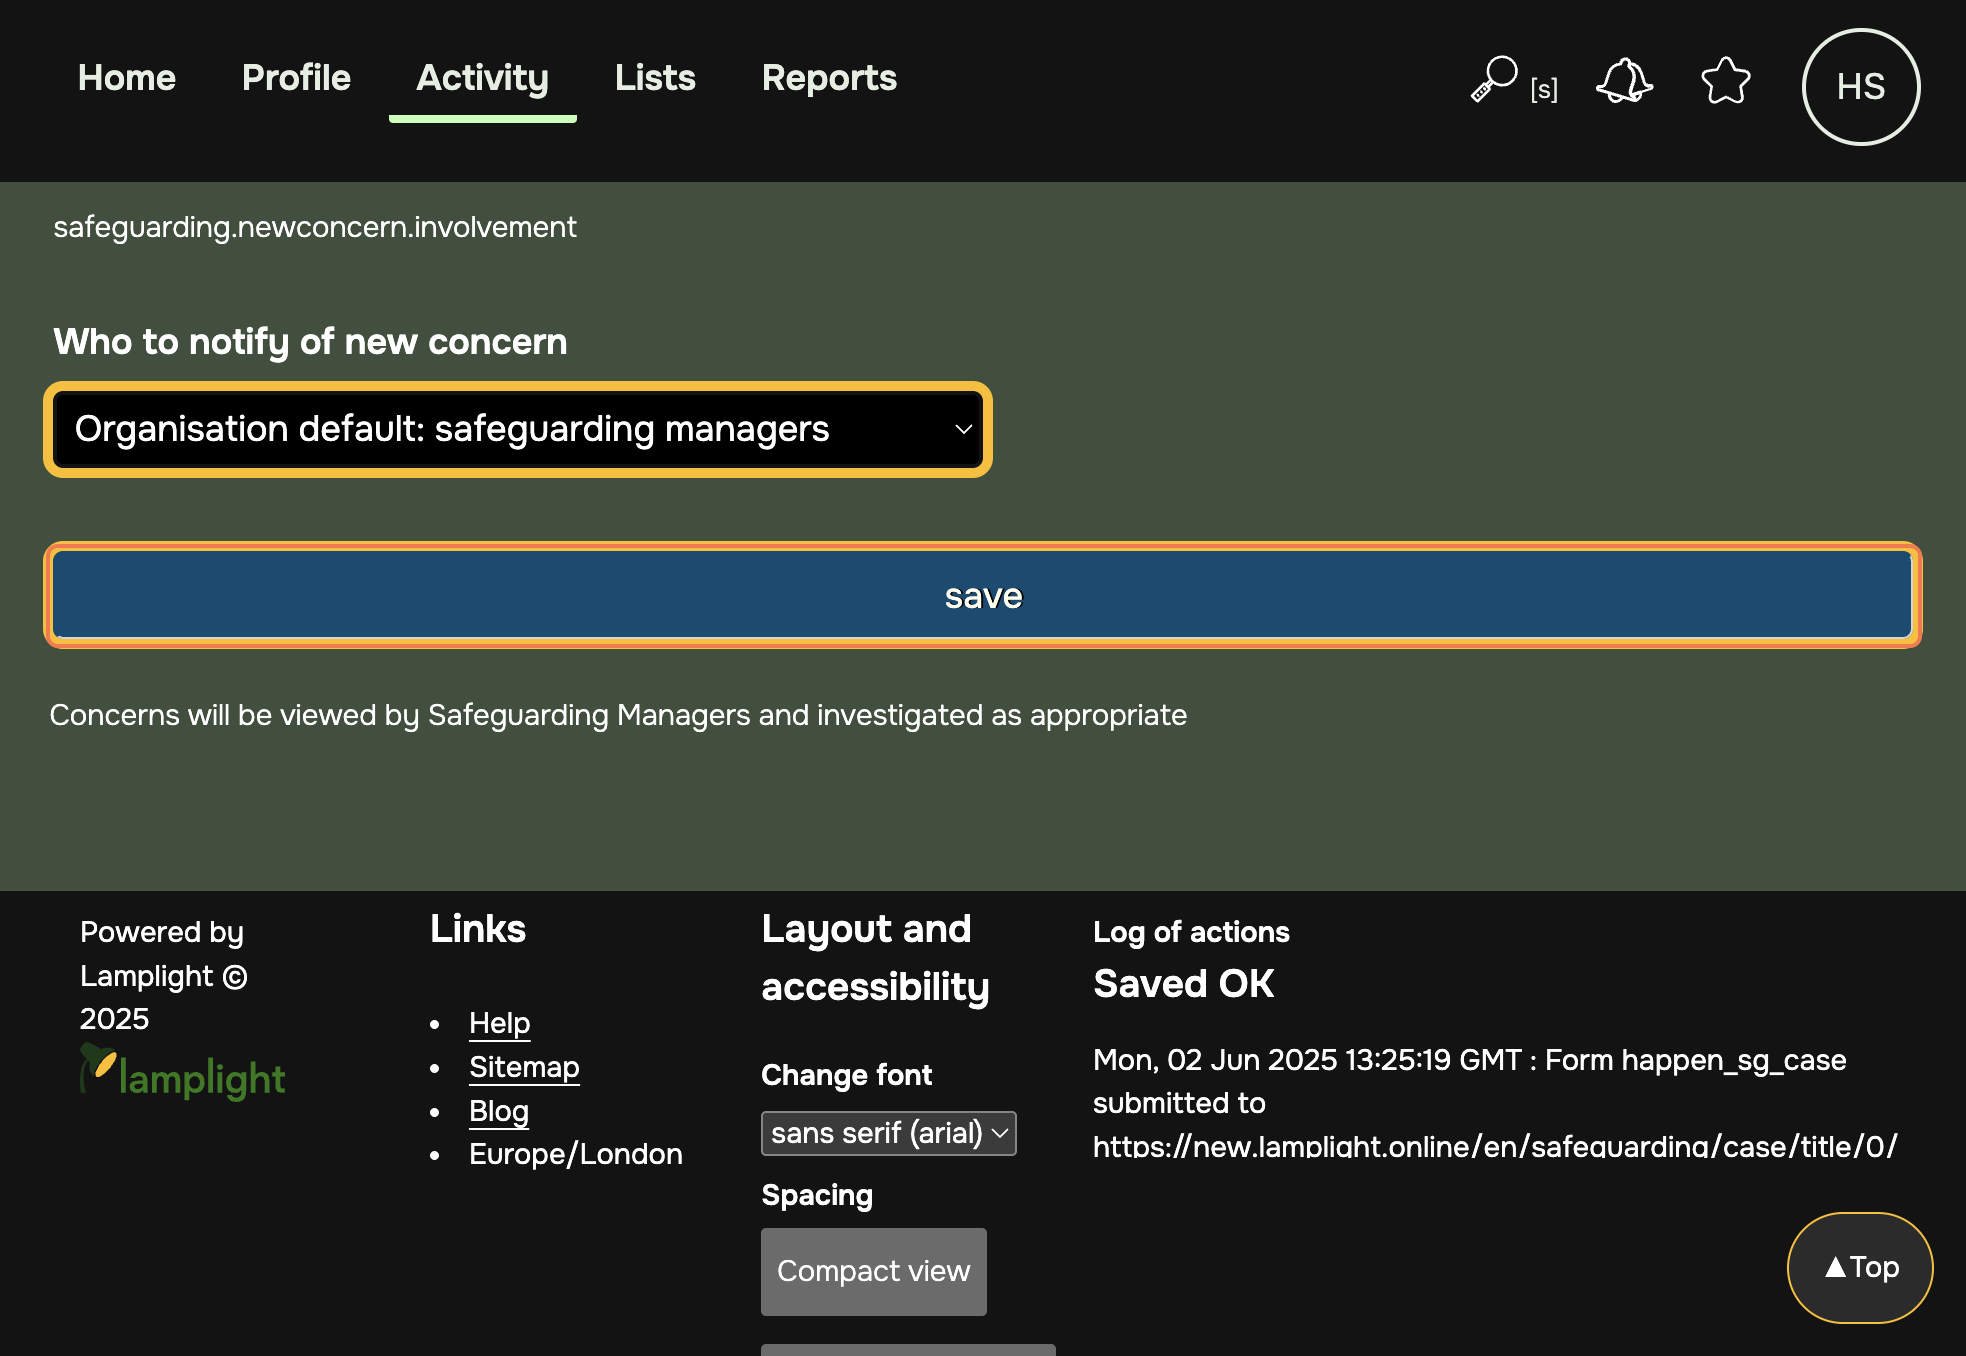 Home Profile Activity Lists Reports [s] HS
safeguarding.newconcern.involvement
Who to notify of new concern
Organisation default: safeguarding managers
save
Concerns will be viewed by Safeguarding Managers and investigated as appropriate
Powered by
Lamplight ©
2025
lamplight
Links
Help
Sitemap
Blog
Europe/London
Layout and
accessibility
Change font
sans serif (arial)
Spacing
Compact view
Log of actions
Saved OK
Mon, 02 Jun 2025 13:25:19 GMT : Form happen_sg_case
submitted to
https://new.lamplight.online/en/safeguarding/case/title/0/
▲Top